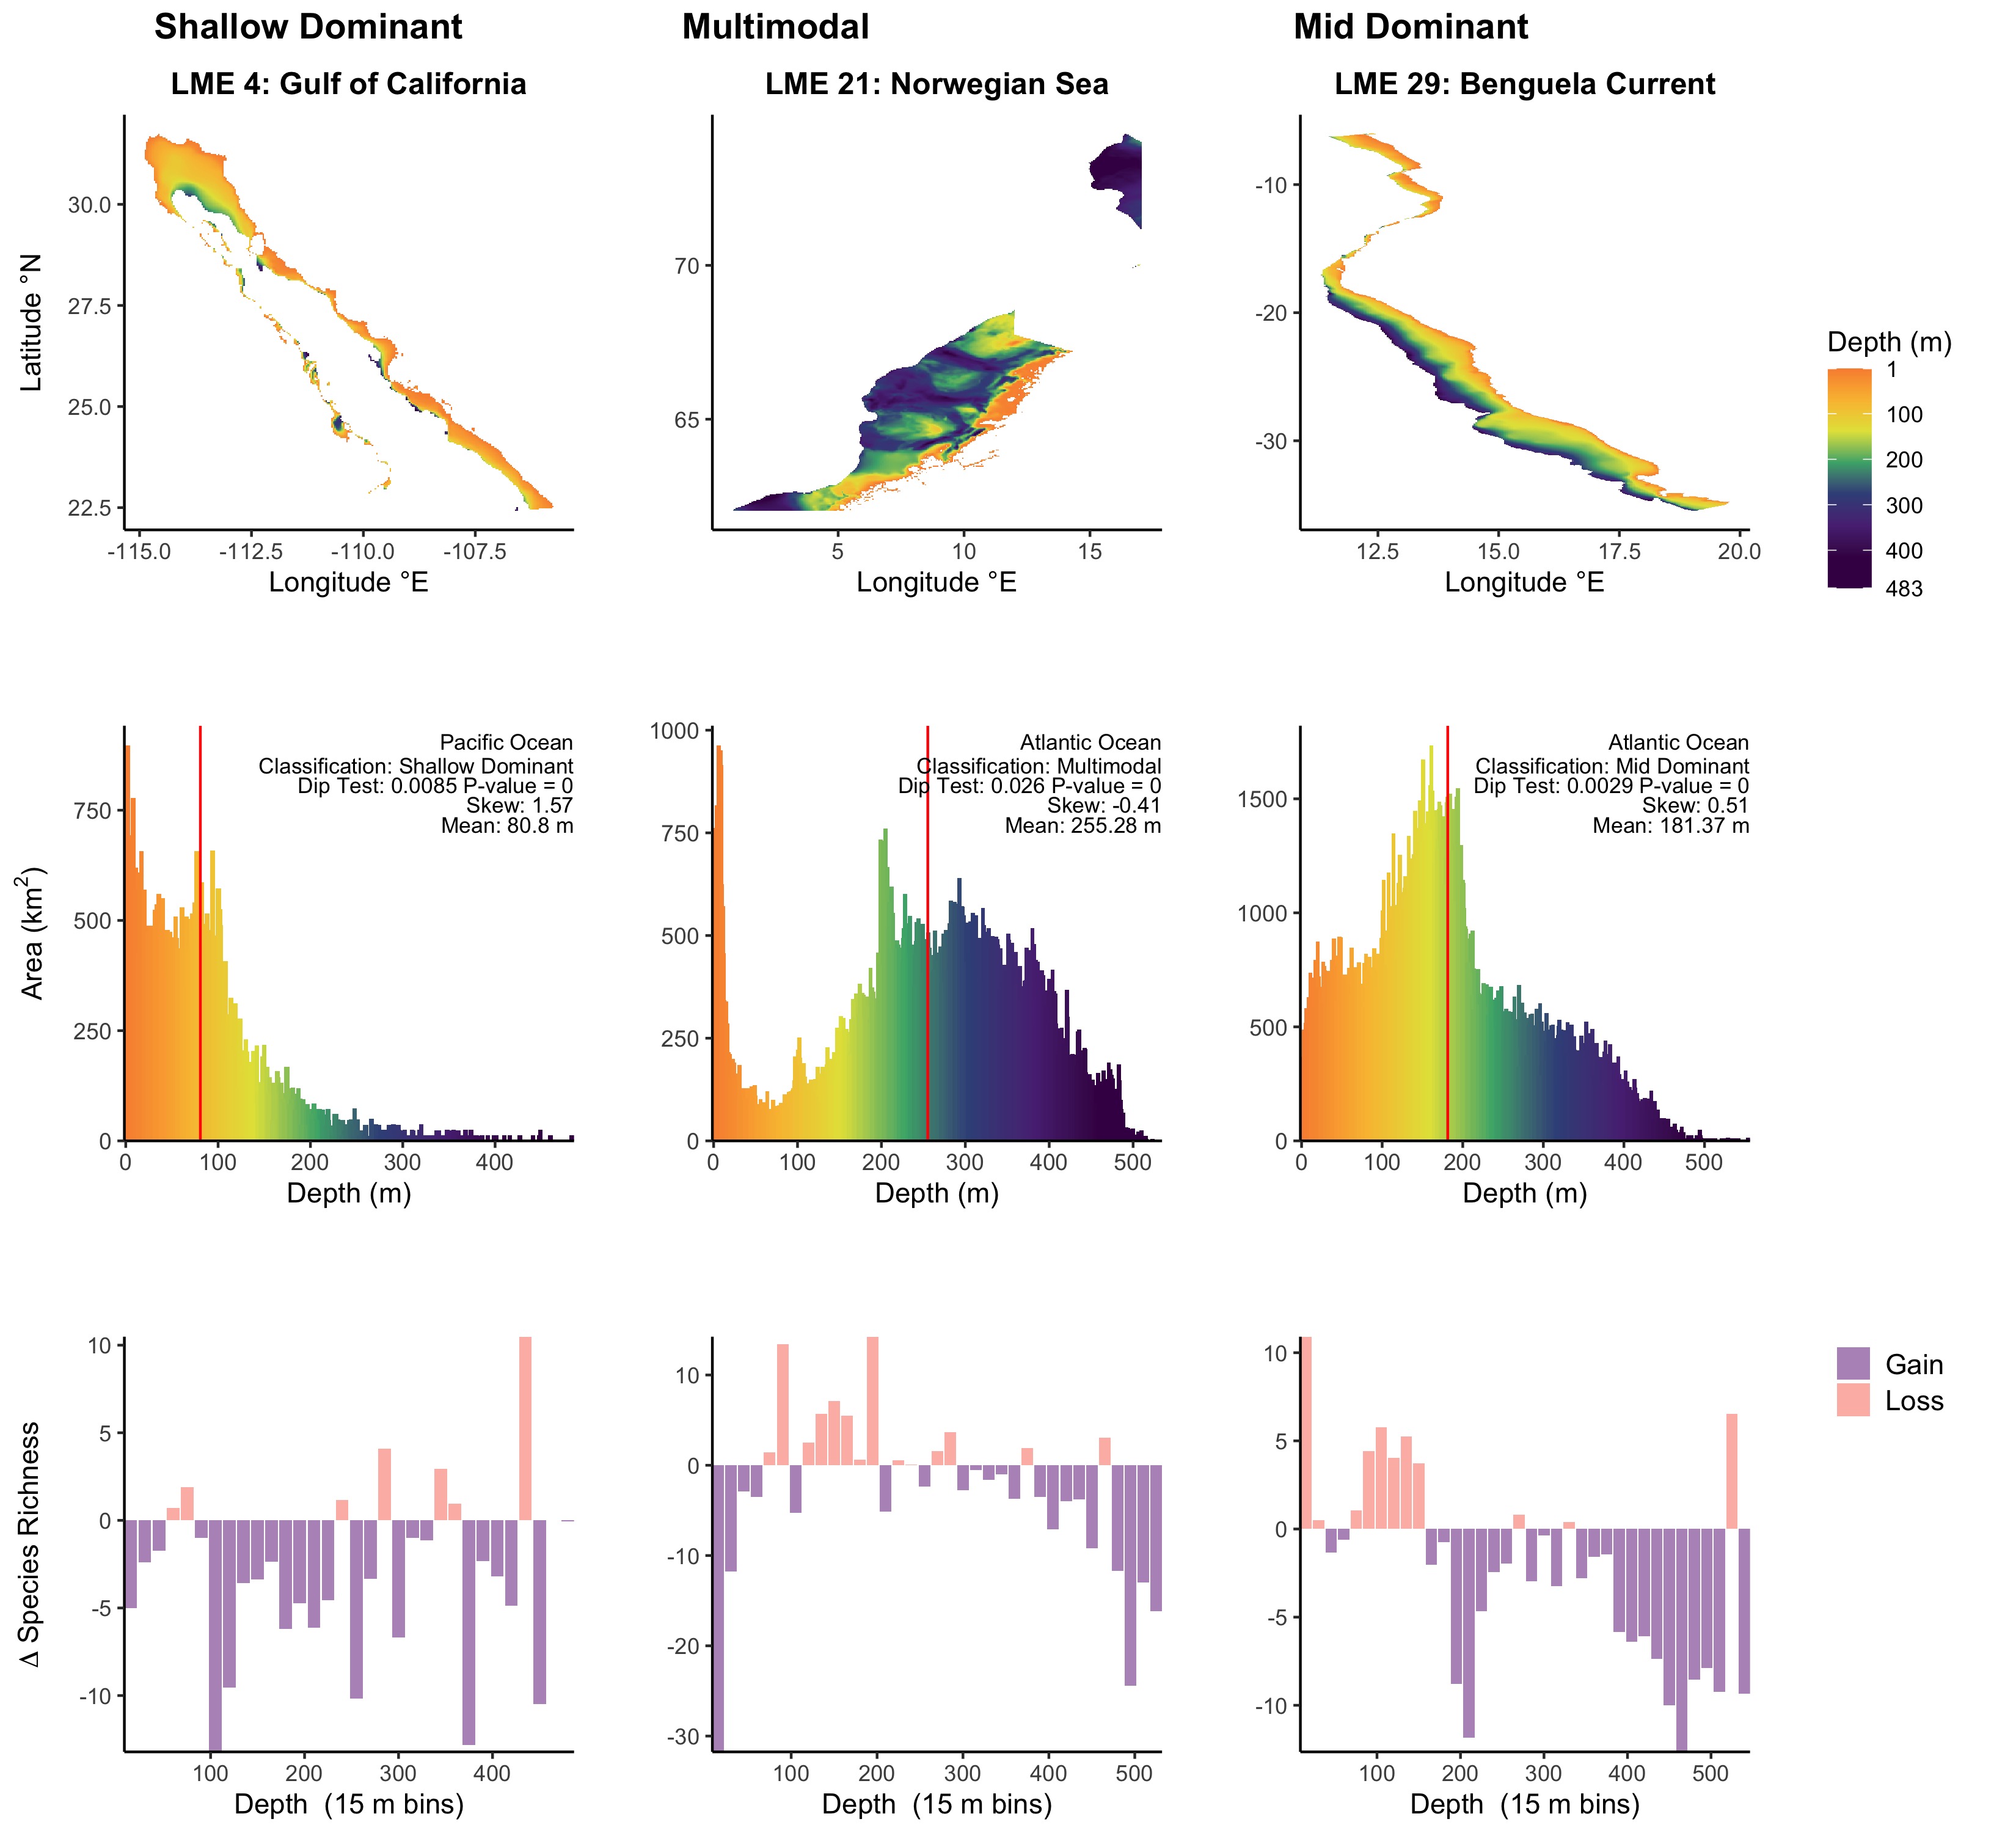 Shallow Dominant
Multimodal
Mid Dominant
LME 4: Gulf of California
LME 21: Norwegian Sea
LME 29: Benguela Current
Latitude °N
30.0
27.5
25.0
22.5
-115.0
-112.5
-110.0
-107.5
Longitude °E
70
65
5
10
15
Longitude °E
-10
-20
-30
12.5
15.0
17.5
20.0
Longitude °E
Depth (m)
1
100
200
300
400
483
Area (km²)
750
500
250
0
0
100
200
300
400
Depth (m)
Pacific Ocean
Classification: Shallow Dominant
Dip Test: 0.0085 P-value = 0
Skew: 1.57
Mean: 80.8 m
1000
750
500
250
0
0
100
200
300
400
500
Depth (m)
Atlantic Ocean
Classification: Multimodal
Dip Test: 0.026 P-value = 0
Skew: -0.41
Mean: 255.28 m
1500
1000
500
0
0
100
200
300
400
500
Depth (m)
Atlantic Ocean
Classification: Mid Dominant
Dip Test: 0.0029 P-value = 0
Skew: 0.51
Mean: 181.37 m
Δ Species Richness
10
5
0
-5
-10
100
200
300
400
Depth (15 m bins)
10
0
-10
-20
-30
100
200
300
400
500
Depth (15 m bins)
10
5
0
-5
-10
100
200
300
400
500
Depth (15 m bins)
Gain
Loss